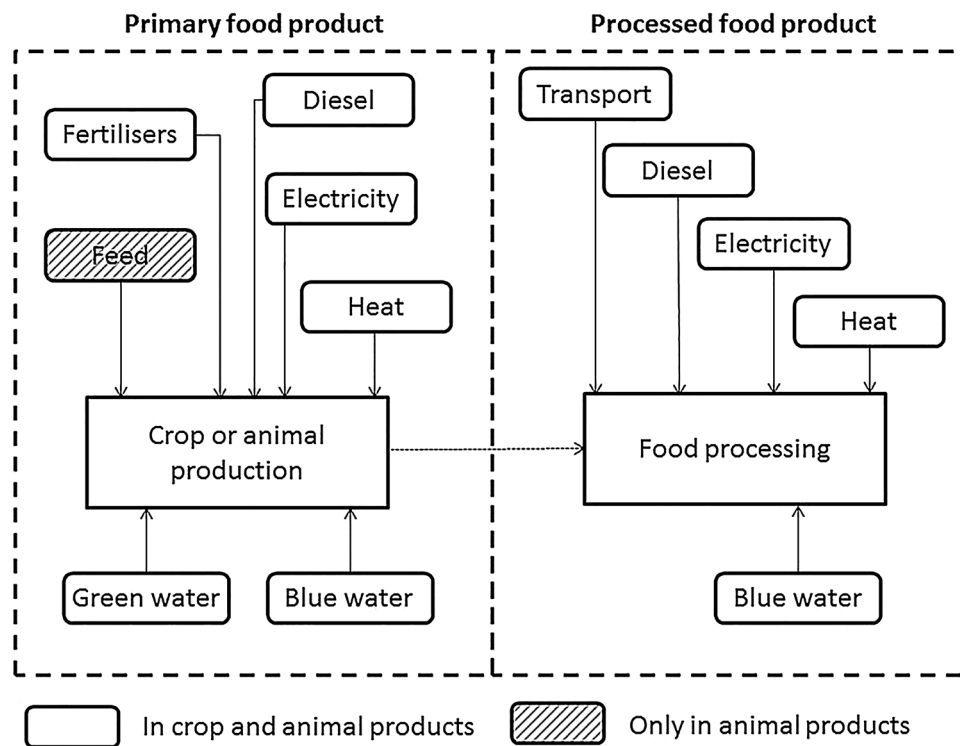 Primary food product
Processed food product
Fertilisers
Diesel
Electricity
Feed
Heat
Crop or animal
production
Green water
Blue water
Transport
Diesel
Electricity
Heat
Food processing
Blue water
In crop and animal products
Only in animal products